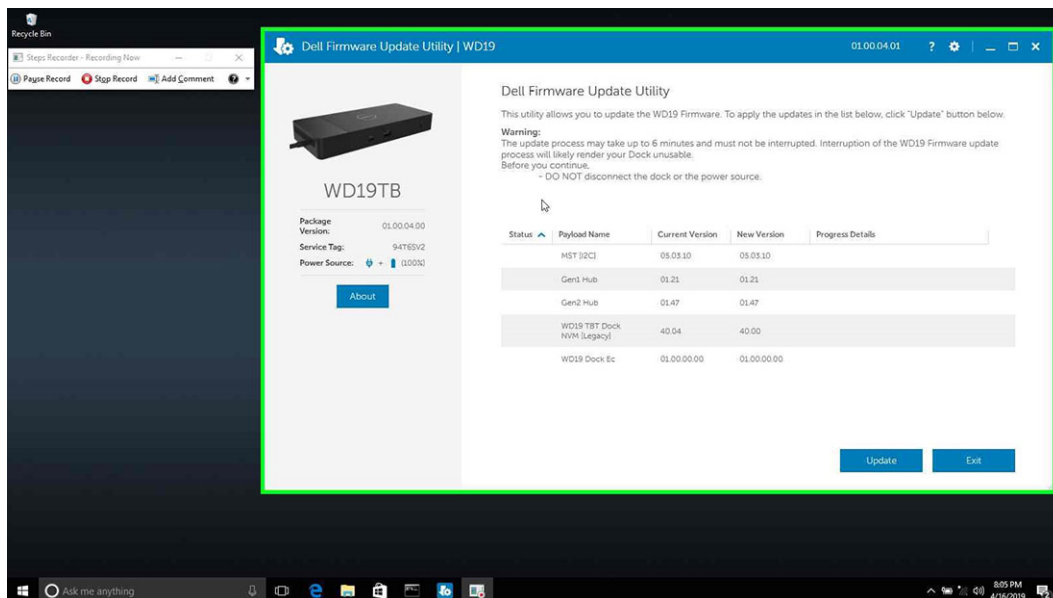 Recycle Bin
Steps Recorder - Recording Now
Pause Record Stop Record Add Comment
Dell Firmware Update Utility | WD19
01.00.04.01
Dell Firmware Update Utility
This utility allows you to update the WD19 Firmware. To apply the updates in the list below, click "Update" button below.
Warning:
The update process may take up to 6 minutes and must not be interrupted. Interruption of the WD19 Firmware update
process will likely render your Dock unusable.
Before you continue,
- DO NOT disconnect the dock or the power source.
WD19TB
Package Version: 01.00.04.00
Service Tag: 94T6SV2
Power Source: + (100%)
About
Status Payload Name Current Version New Version Progress Details
MST [I2C] 05.03.10 05.03.10
Gen1 Hub 01.21 01.21
Gen2 Hub 01.47 01.47
WD19 TBT Dock
NVM [Legacy] 40.04 40.00
WD19 Dock Ec 01.00.00.00 01.00.00.00
Update Exit
Ask me anything
8:05 PM
4/16/2019